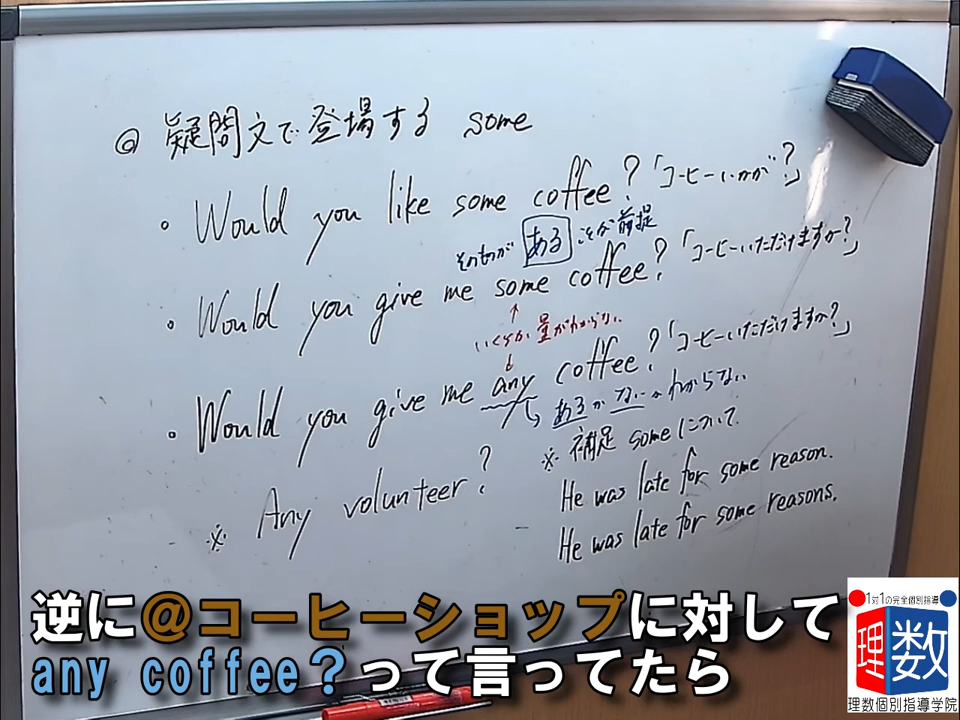 ◎ 疑問文で登場する some
・ Would you like some coffee?「コーヒーいかが?」
そのものが ある ことが前提
・ Would you give me some coffee?「コーヒーいただけますか?」
↑
いくらか 量がわからない
↓
・ Would you give me any coffee?「コーヒーいただけますか?」
あるか ないか わからない
※ Any volunteer?
※ 補足 some について.
He was late for some reason.
He was late for some reasons.
逆に@コーヒーショップに対して
any coffee?って言ってたら
1対1の完全個別指導
理数
理数個別指導学院